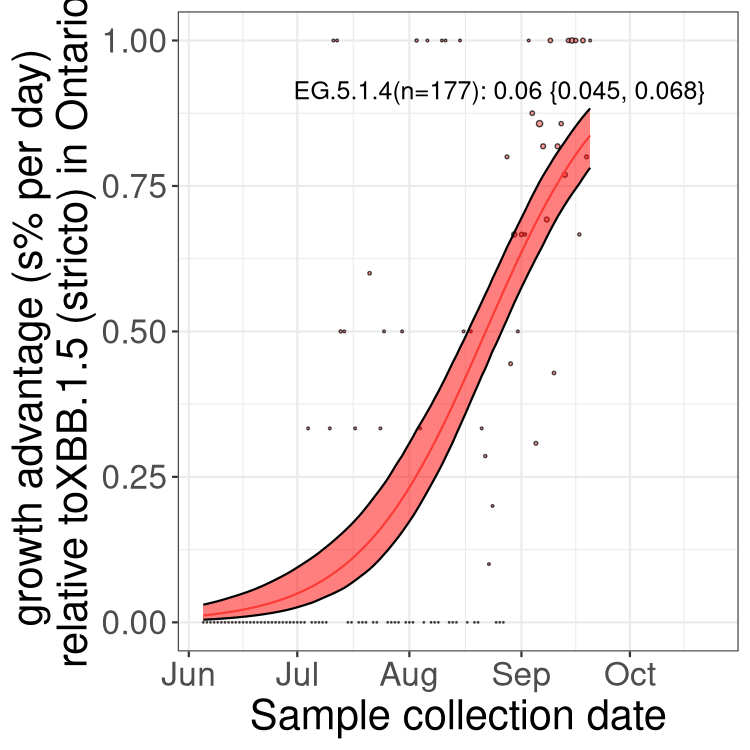 growth advantage (s% per day)
relative toXBB.1.5 (stricto) in Ontario
1.00
0.75
0.50
0.25
0.00
EG.5.1.4(n=177): 0.06 {0.045, 0.068}
Jun Jul Aug Sep Oct
Sample collection date